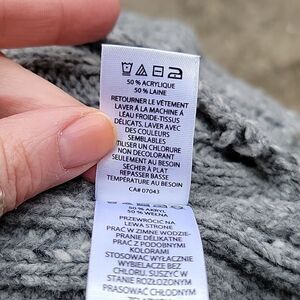 50 % ACRYLIQUE
50 % LAINE
RETOURNER LE VÊTEMENT
LAVER À LA MACHINE À
L'EAU FROIDE-TISSUS
DÉLICATS. LAVER AVEC
DES COULEURS
SEMBLABLES
UTILISER UN CHLORURE
NON DECOLORANT
SEULEMENT AU BESOIN
SÉCHER À PLAT
REPASSER BASSE
TEMPÉRATURE AU BESOIN
CA# 07043
50 % AKRYL
50 % WEŁNA
PRZEWRÓCIĆ NA
LEWĄ STRONĘ
PRAĆ W ZIMNE WODZIE-
PRANIE DELIKATNE
PRAĆ Z PODOBNYMI
KOLORAMI
STOSOWAĆ WYŁĄCZNIE
WYBIELACZE BEZ
CHLORU. SUSZYĆ W
STANIE ROZŁOŻONYM
PRASOWAĆ CHŁODNYM